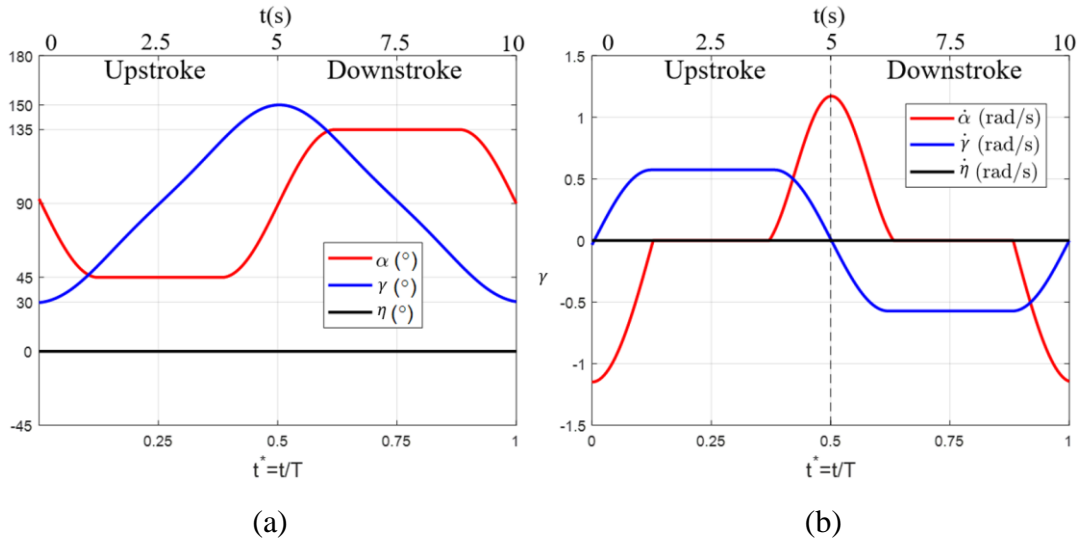 t(s)
0 2.5 5 7.5 10
180
150
135
90
45
30
0
-45
Upstroke Downstroke
α (°)
γ (°)
η (°)
0.25 0.5 0.75 1
t*=t/T
(a)
t(s)
0 2.5 5 7.5 10
1.5
1
0.5
0
-0.5
-1
-1.5
γ
Upstroke Downstroke
α̇ (rad/s)
γ̇ (rad/s)
η̇ (rad/s)
0 0.25 0.5 0.75 1
t*=t/T
(b)